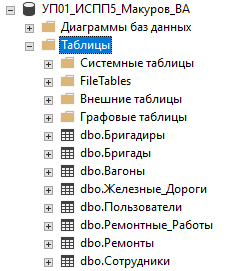 УП01_ИСПП5_Макуров_ВА
Диаграммы баз данных
Таблицы
Системные таблицы
FileTables
Внешние таблицы
Графовые таблицы
dbo.Бригадиры
dbo.Бригады
dbo.Вагоны
dbo.Железные_Дороги
dbo.Пользователи
dbo.Ремонтные_Работы
dbo.Ремонты
dbo.Сотрудники